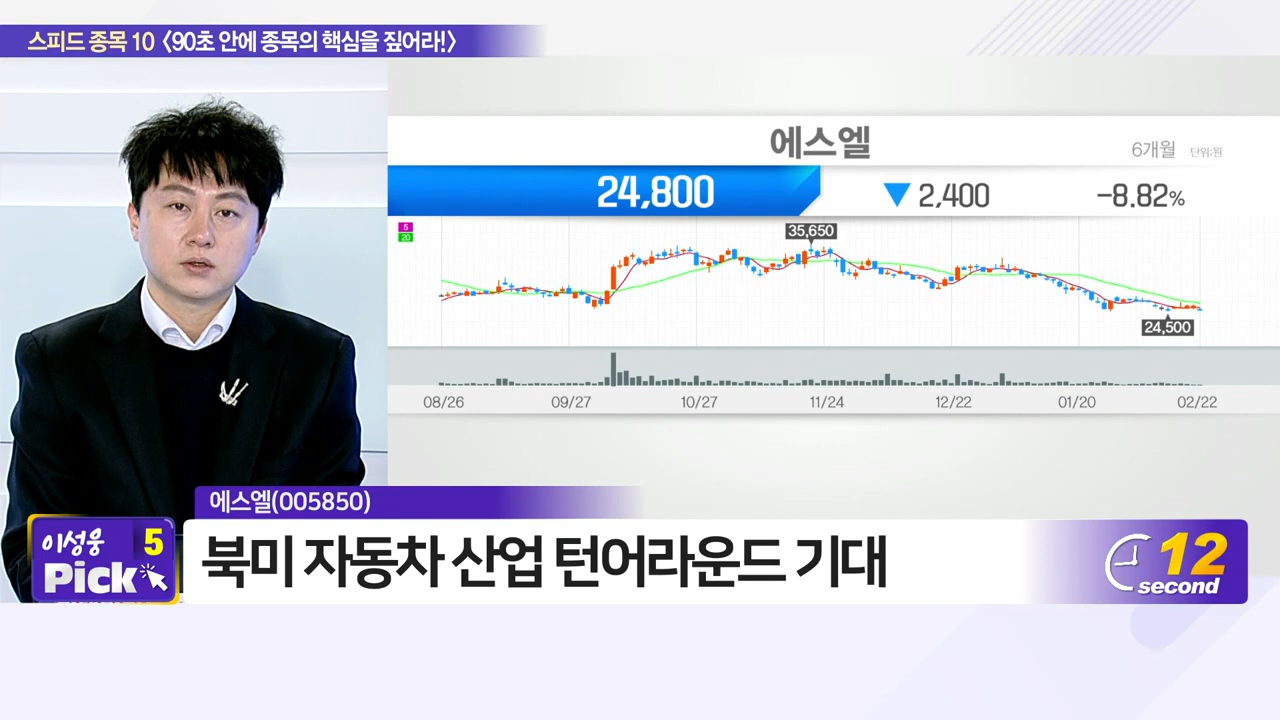 스피드 종목 10 〈90초 안에 종목의 핵심을 짚어라!〉
에스엘
6개월 단위:원
24,800 ▼ 2,400 -8.82%
5
20
35,650
24,500
08/26 09/27 10/27 11/24 12/22 01/20 02/22
에스엘(005850)
이성웅 5
Pick
북미 자동차 산업 턴어라운드 기대
12
second